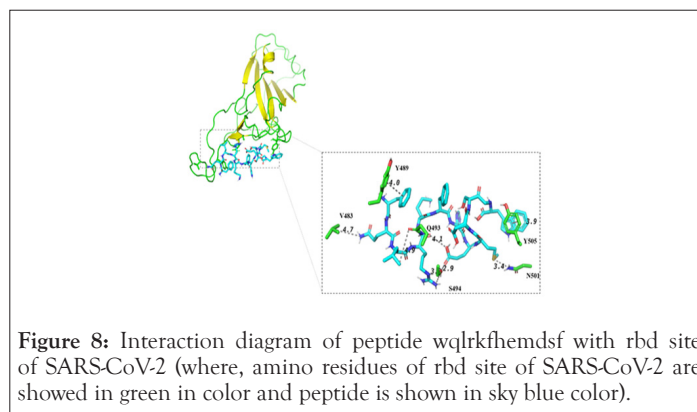 Y489
4.0
V483
4.7
Q493
4.1
3.9
Y505
2.9
S494
3.4
N501
Figure 8: Interaction diagram of peptide wqlrkfhemdsf with rbd site
of SARS-CoV-2 (where, amino residues of rbd site of SARS-CoV-2 are
showed in green in color and peptide is shown in sky blue color).